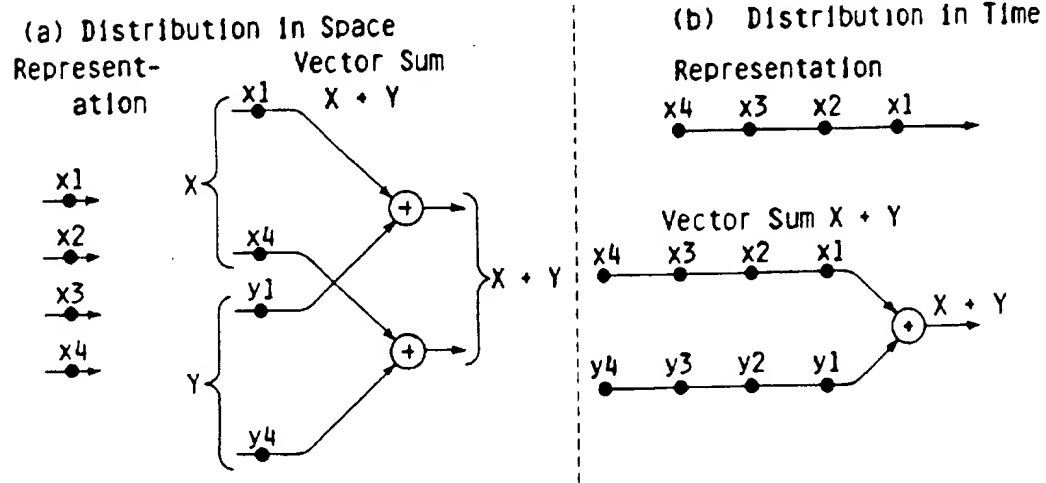 (a) Distribution in Space
Represent-
ation
Vector Sum
X + Y
x1
x2
x3
x4
X
x1
x4
Y
y1
y4
+
+
X + Y
(b) Distribution in Time
Representation
x4 x3 x2 x1
Vector Sum X + Y
x4 x3 x2 x1
y4 y3 y2 y1
+
X + Y